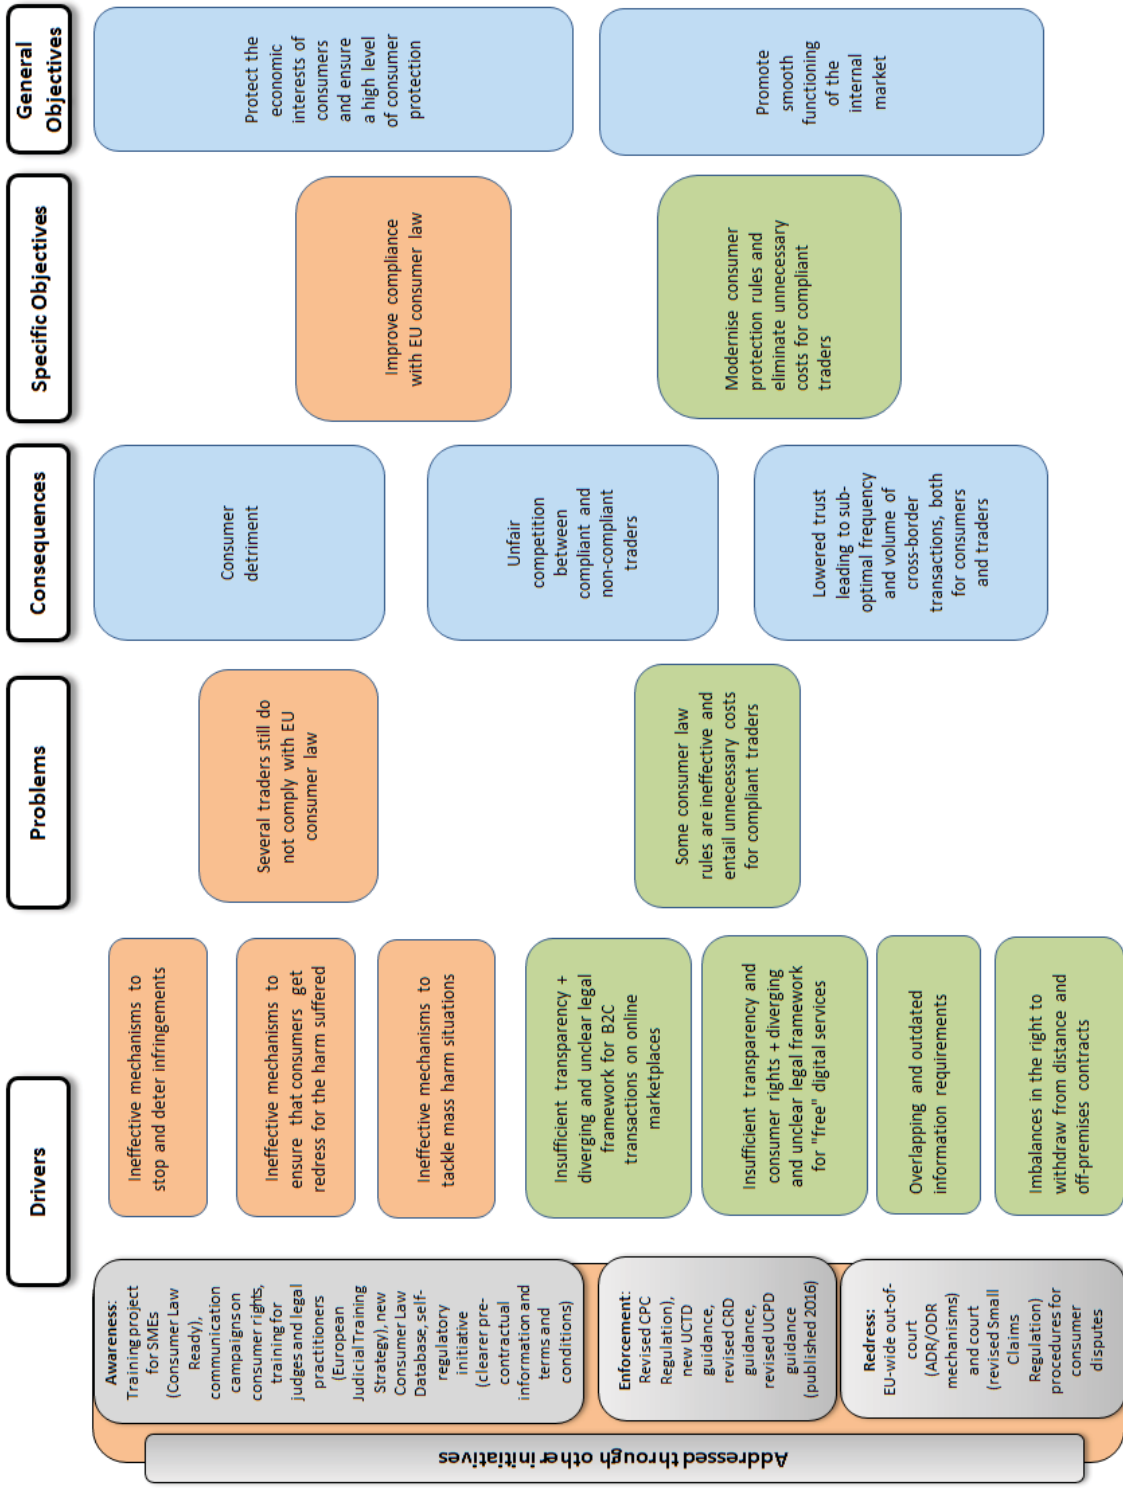 Drivers
Problems
Consequences
Specific Objectives
General
Objectives
Addressed through other initiatives
Awareness:
Training project
for SMEs
(Consumer Law
Ready),
communication
campaigns on
consumer rights,
training for
judges and legal
practitioners
(European
Judicial Training
Strategy), new
Consumer Law
Database, self-
regulatory
initiative
(clearer pre-
contractual
information and
terms and
conditions)
Enforcement:
Revised CPC
Regulation),
new UCTD
guidance,
revised CRD
guidance,
revised UCPD
guidance
(published 2016)
Redress:
EU-wide out-of-
court
(ADR/ODR
mechanisms)
and court
(revised Small
Claims
Regulation)
procedures for
consumer
disputes
Ineffective mechanisms to
stop and deter infringements
Ineffective mechanisms to
ensure that consumers get
redress for the harm suffered
Ineffective mechanisms to
tackle mass harm situations
Insufficient transparency +
diverging and unclear legal
framework for B2C
transactions on online
marketplaces
Insufficient transparency and
consumer rights + diverging
and unclear legal framework
for "free" digital services
Overlapping and outdated
information requirements
Imbalances in the right to
withdraw from distance and
off-premises contracts
Several traders still do
not comply with EU
consumer law
Some consumer law
rules are ineffective and
entail unnecessary costs
for compliant traders
Consumer
detriment
Unfair
competition
between
compliant and
non-compliant
traders
Lowered trust
leading to sub-
optimal frequency
and volume of
cross-border
transactions, both
for consumers
and traders
Improve compliance
with EU consumer law
Modernise consumer
protection rules and
eliminate unnecessary
costs for compliant
traders
Protect the
economic
interests of
consumers
and ensure
a high level
of consumer
protection
Promote
smooth
functioning
of the
internal
market